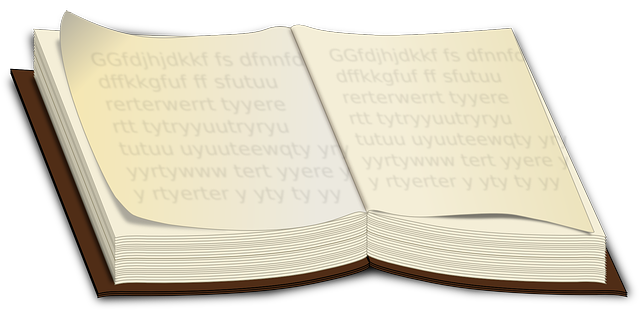 GGfdjhjdkkf fs dfnnfd
dffkkgfuf ff sfutuu
rerterwerrt tyyere
rtt tytryyuutryryu
tutuu uyuuteewqty yr
yyrtywww tert yyere y
y rtyerter y yty ty yy
GGfdjhjdkkf fs dfnnf
dffkkgfuf ff sfutuu
rerterwerrt tyyere
rtt tytryyuutryryu
tutuu uyuuteewqty yr
yyrtywww tert yyere y
y rtyerter y yty ty yy